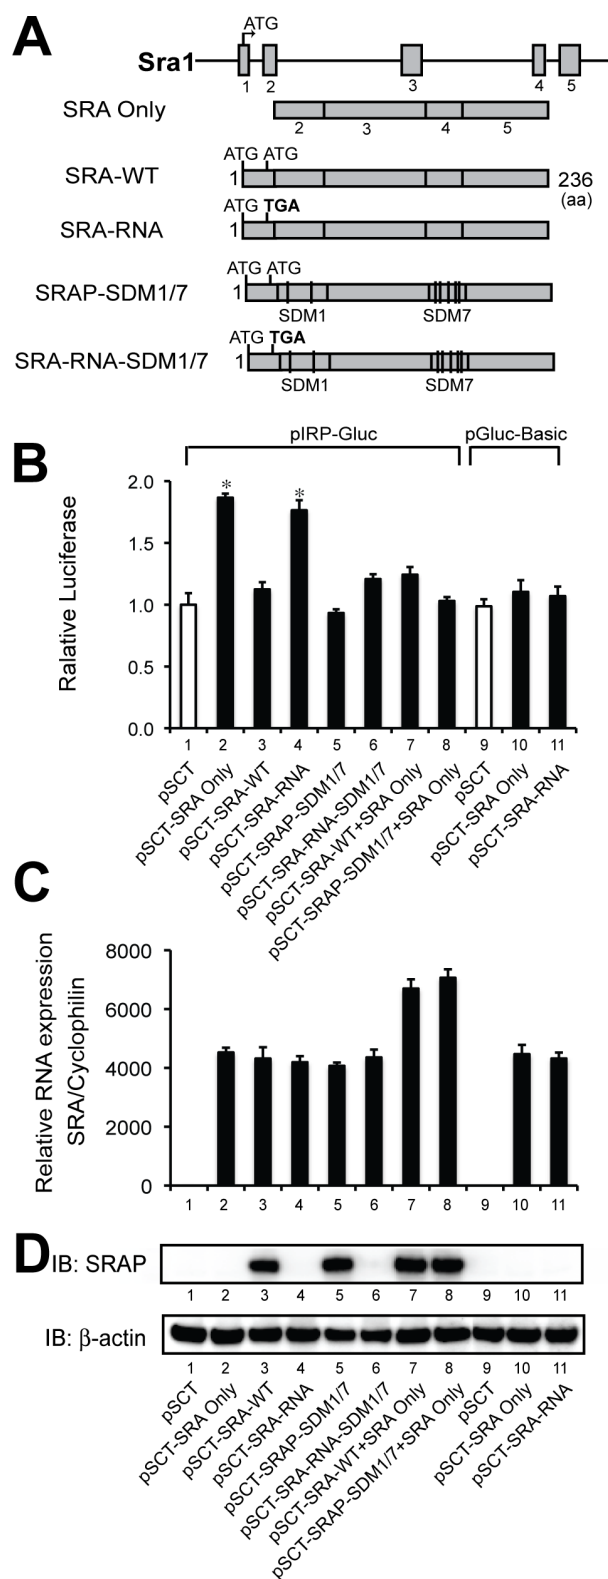 A
ATG
Sra1
1 2 3 4 5
SRA Only
2 3 4 5
ATG ATG
SRA-WT
1
236
(aa)
ATG TGA
SRA-RNA
1
ATG ATG
SRAP-SDM1/7
1
SDM1 SDM7
ATG TGA
SRA-RNA-SDM1/7
1
SDM1 SDM7
B
pIRP-Gluc pGluc-Basic
Ralative Luciferase
2.0
1.5
1.0
0.5
0.0
* *
1 2 3 4 5 6 7 8 9 10 11
pSCT
pSCT-SRA Only
pSCT-SRA-WT
pSCT-SRA-RNA
pSCT-SRAP-SDM1/7
pSCT-SRA-RNA-SDM1/7
pSCT-SRA-WT+SRA Only
pSCT-SRAP-SDM1/7+SRA Only
pSCT
pSCT-SRA Only
pSCT-SRA-RNA
C
Relative RNA expression
SRA/Cyclophilin
8000
6000
4000
2000
0
1 2 3 4 5 6 7 8 9 10 11
D
IB: SRAP
1 2 3 4 5 6 7 8 9 10 11
IB: β-actin
1 2 3 4 5 6 7 8 9 10 11
pSCT
pSCT-SRA Only
pSCT-SRA-WT
pSCT-SRA-RNA
pSCT-SRAP-SDM1/7
pSCT-SRA-RNA-SDM1/7
pSCT-SRA-WT+SRA Only
pSCT-SRAP-SDM1/7+SRA Only
pSCT
pSCT-SRA Only
pSCT-SRA-RNA